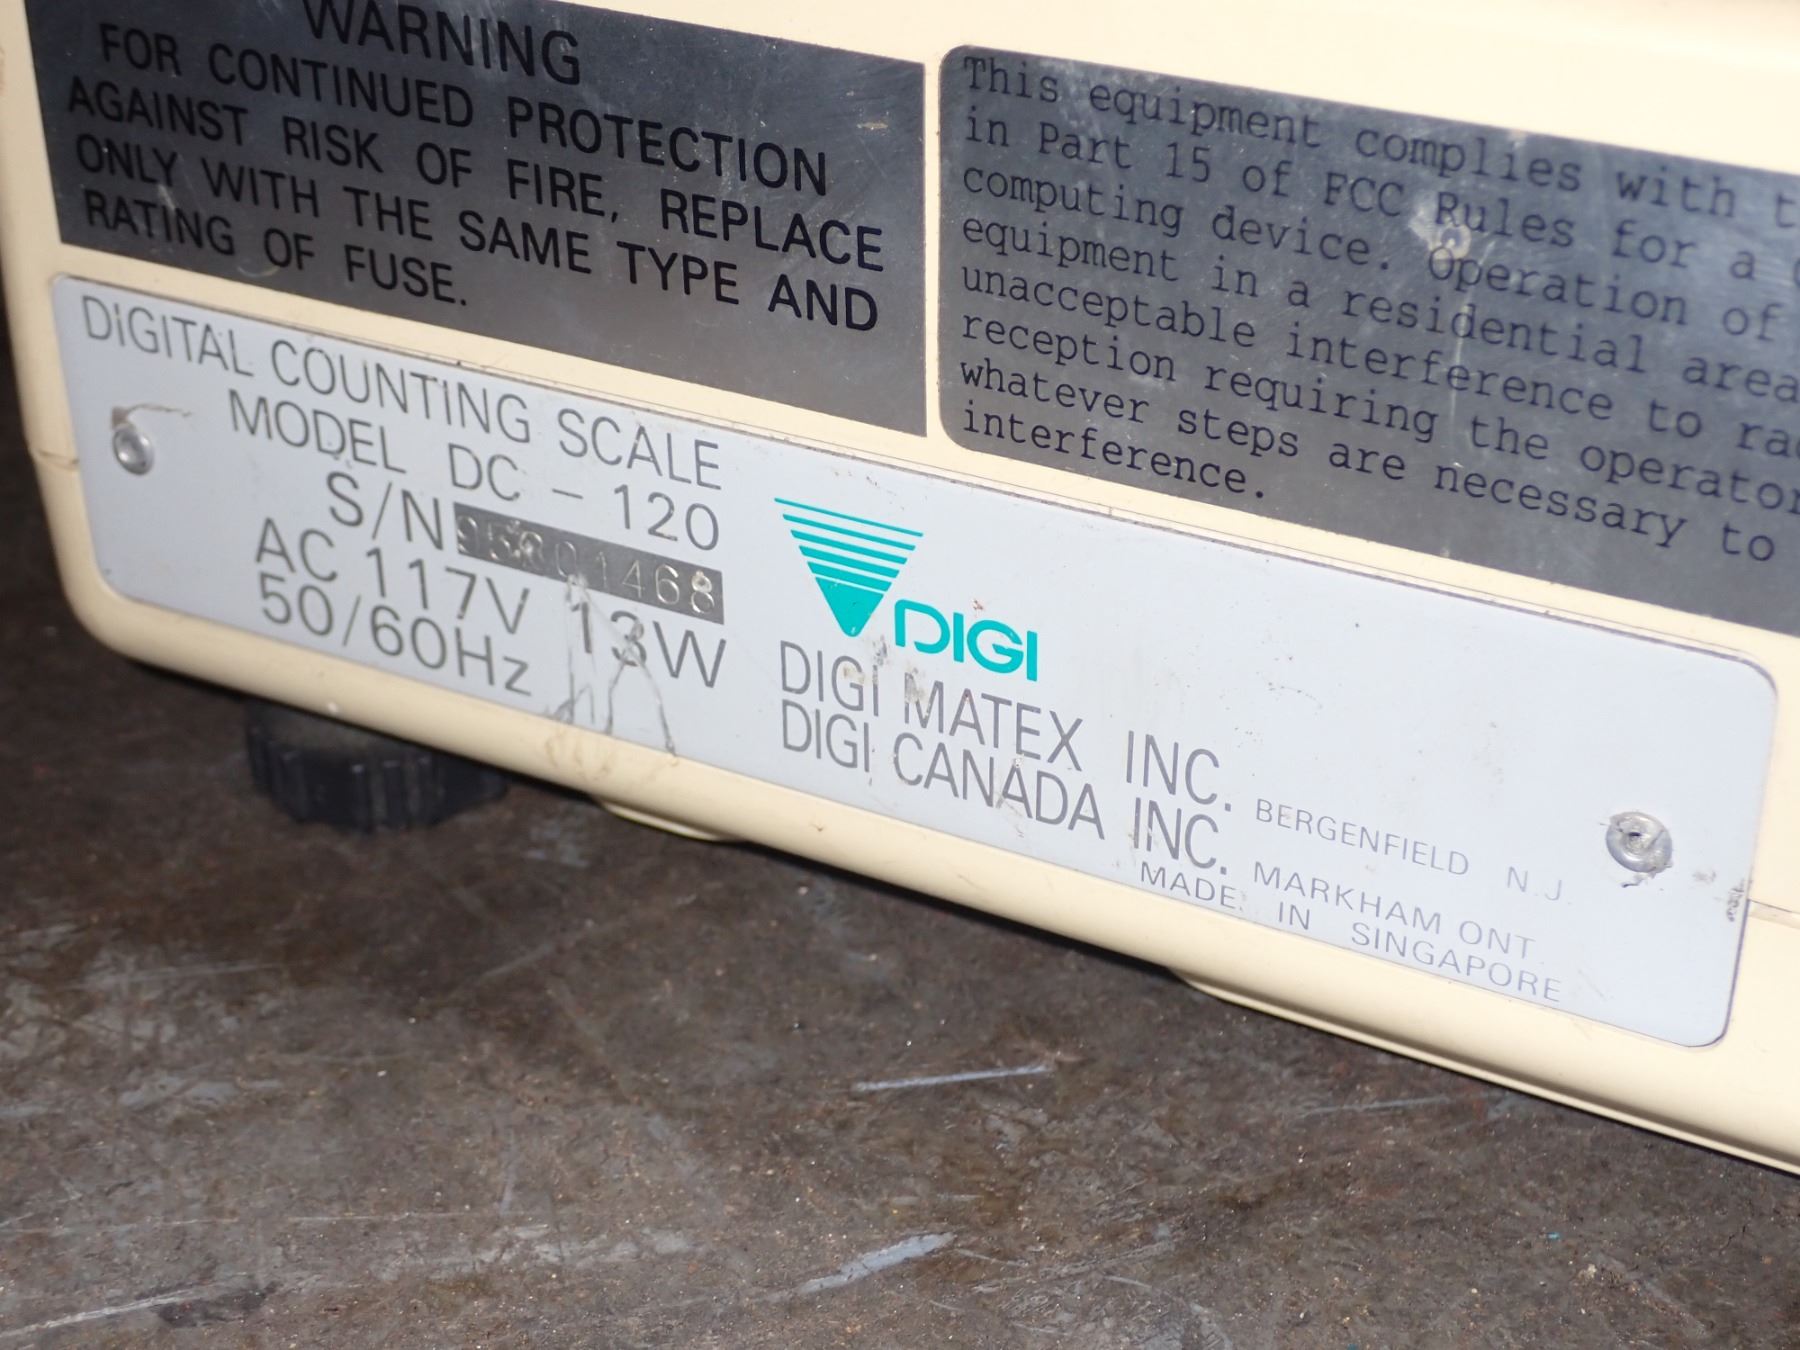 WARNING
FOR CONTINUED PROTECTION
AGAINST RISK OF FIRE, REPLACE
ONLY WITH THE SAME TYPE AND
RATING OF FUSE.
This equipment complies with
in Part 15 of FCC Rules for a
computing device. Operation of
equipment in a residential area
unacceptable interference to
reception requiring the operator
whatever steps are necessary to
interference.
DIGITAL COUNTING SCALE
MODEL DC - 120
S/N
AC 117V 13W
50/60Hz
DIGI
DIGI MATEX INC. BERGENFIELD N.J.
DIGI CANADA INC. MARKHAM ONT
MADE IN SINGAPORE